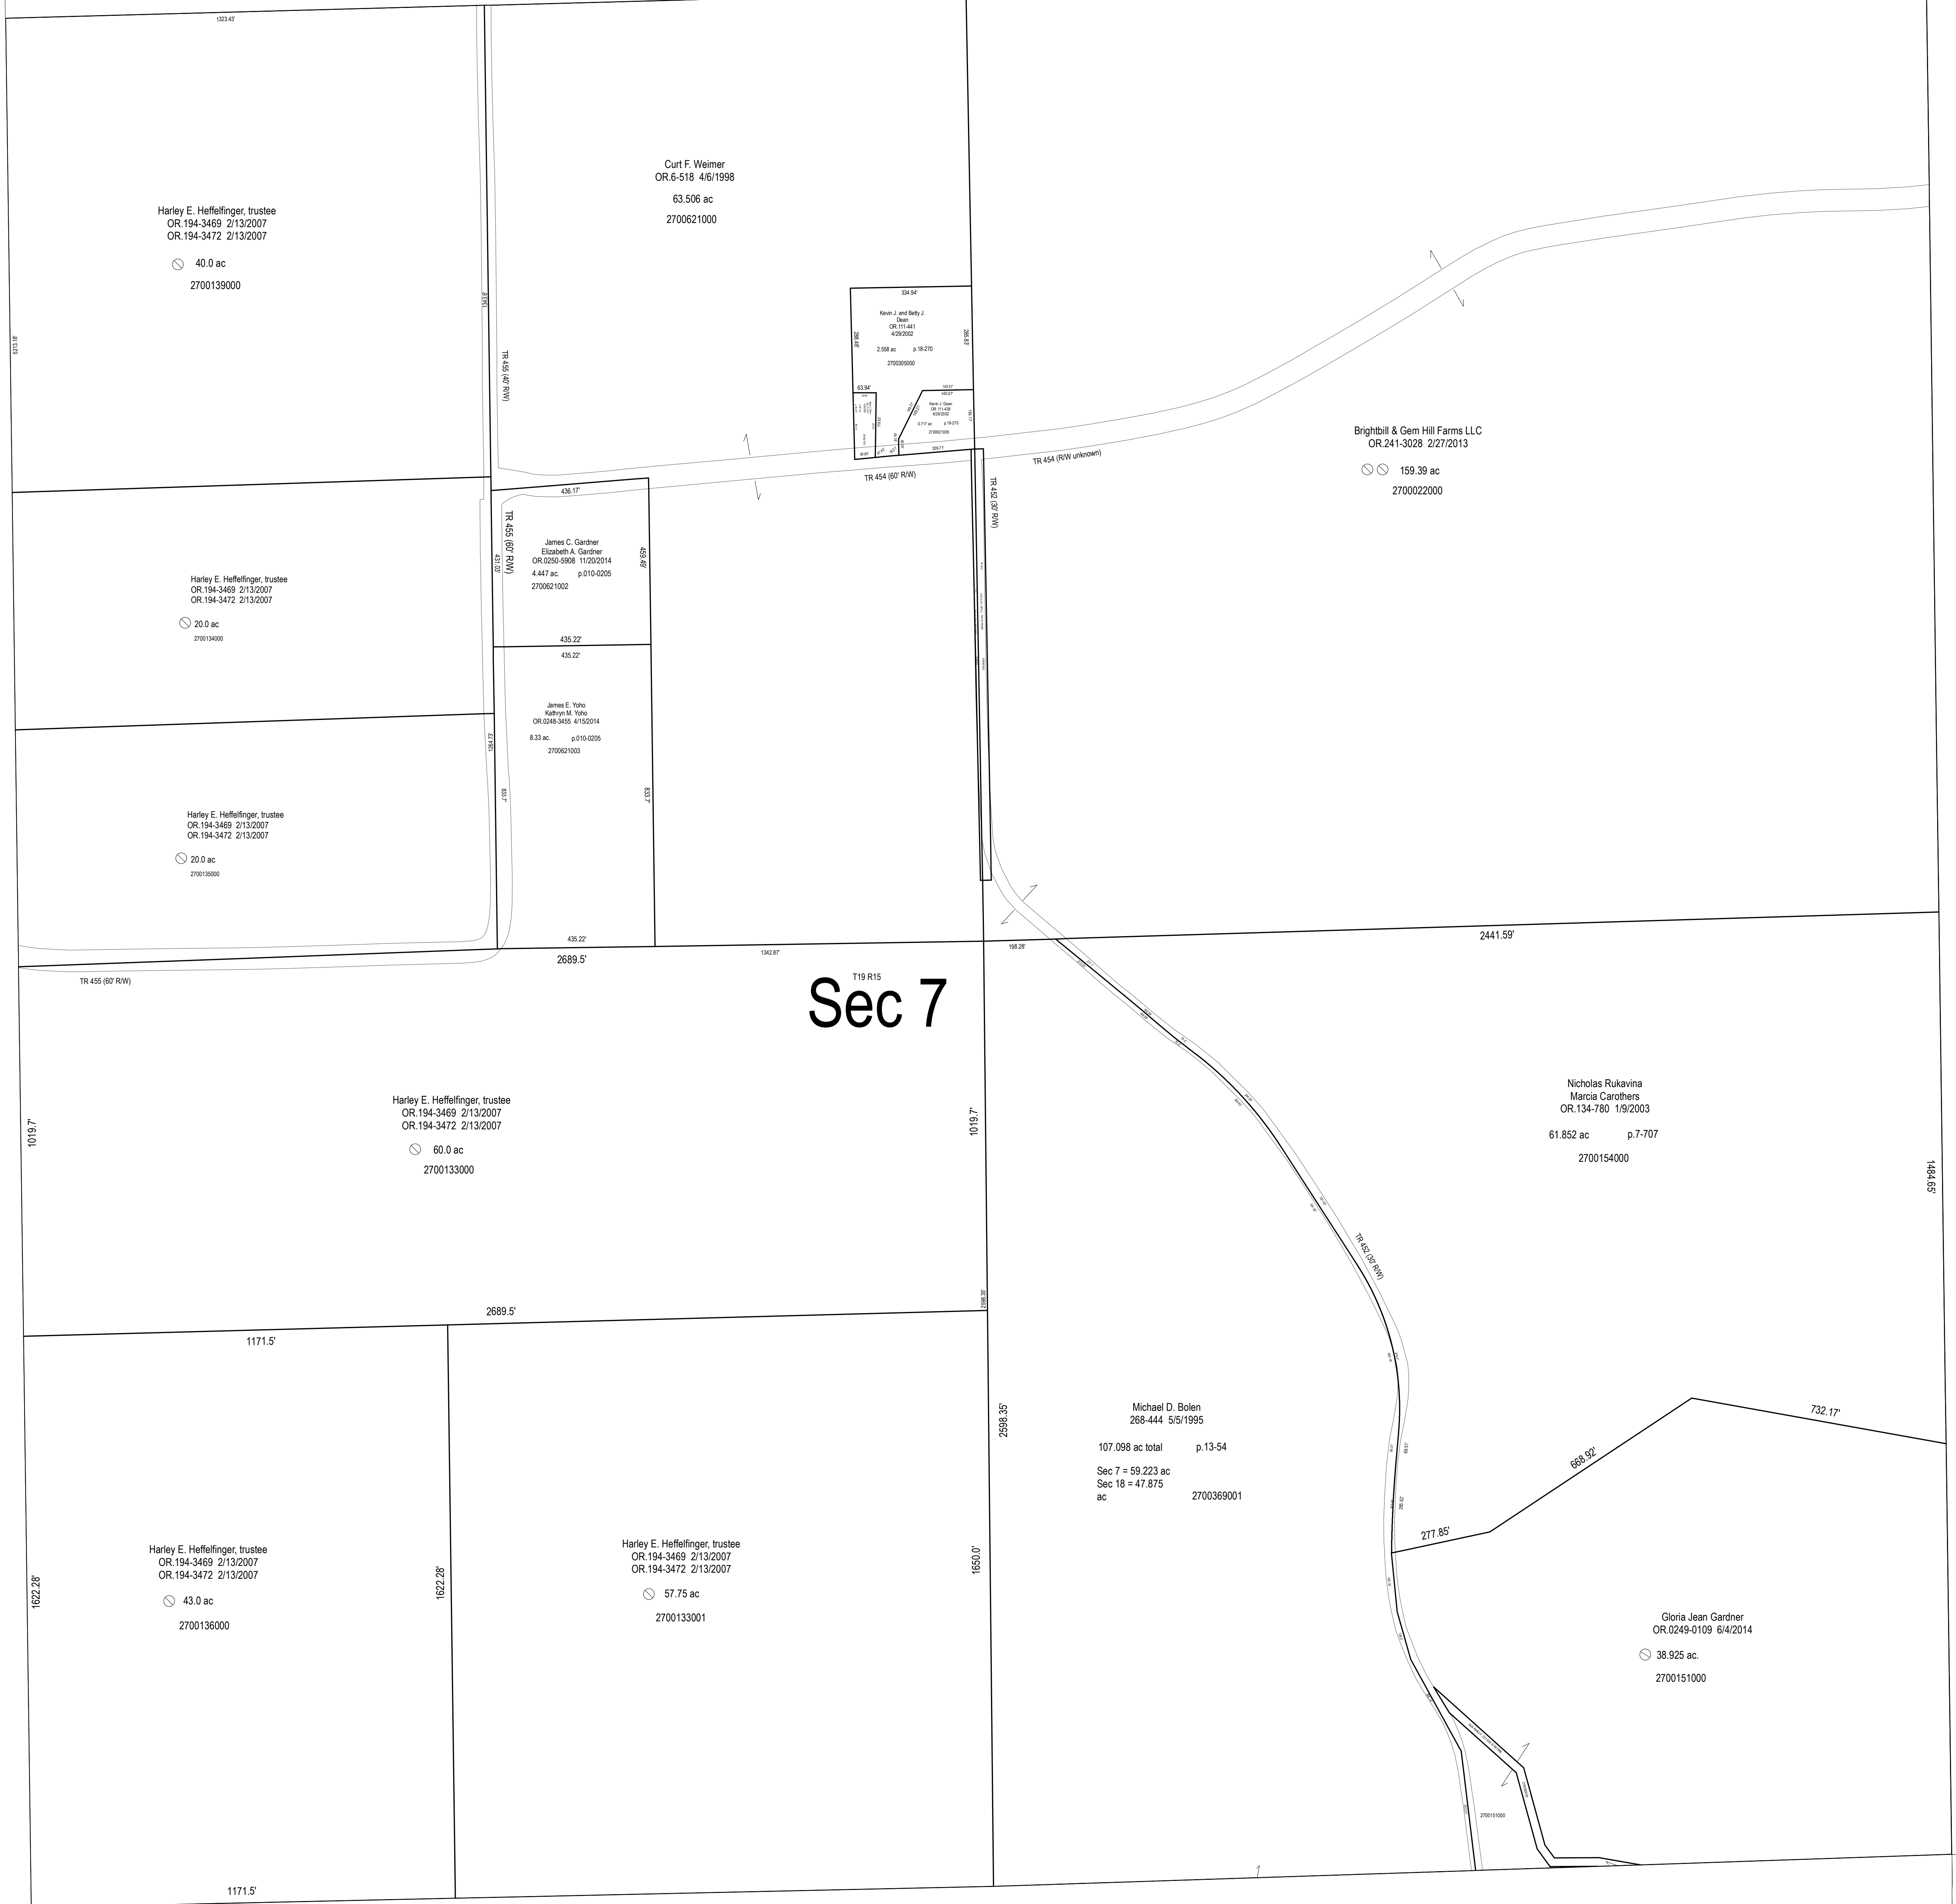 1323.43'
Harley E. Heffelfinger, trustee
OR.194-3469 2/13/2007
OR.194-3472 2/13/2007
40.0 ac
2700139000
5213.18'
TR 455 (40' R/W)
Curt F. Weimer
OR.6-518 4/6/1998
63.506 ac
2700621000
334.94'
Kevin J. and Betty J.
Dean
OR.111-441
4/29/2002
2.558 ac p.18-270
2700305000
63.94'
Kevin J. Dean
OR.111-439
4/29/2002
0.717 ac p.18-270
2700621005
TR 454 (60' R/W)
TR 454 (R/W unknown)
TR 452 (30' R/W)
Brightbill & Gem Hill Farms LLC
OR.241-3028 2/27/2013
159.39 ac
2700022000
436.17'
TR 455 (60' R/W)
431.03'
459.49'
James C. Gardner
Elizabeth A. Gardner
OR.0250-5908 11/20/2014
4.447 ac. p.010-0205
2700621002
435.22'
435.22'
James E. Yoho
Kathryn M. Yoho
OR.0248-3455 4/15/2014
8.33 ac. p.010-0205
2700621003
833.7'
833.7'
435.22'
Harley E. Heffelfinger, trustee
OR.194-3469 2/13/2007
OR.194-3472 2/13/2007
20.0 ac
2700134000
Harley E. Heffelfinger, trustee
OR.194-3469 2/13/2007
OR.194-3472 2/13/2007
20.0 ac
2700135000
TR 455 (60' R/W)
2689.5'
1342.87'
198.28'
2441.59'
T19 R15
Sec 7
1019.7'
Harley E. Heffelfinger, trustee
OR.194-3469 2/13/2007
OR.194-3472 2/13/2007
60.0 ac
2700133000
1019.7'
2598.35'
2689.5'
1171.5'
Nicholas Rukavina
Marcia Carothers
OR.134-780 1/9/2003
61.852 ac p.7-707
2700154000
1484.65'
TR 452 (30' R/W)
2598.35'
Michael D. Bolen
268-444 5/5/1995
107.098 ac total p.13-54
Sec 7 = 59.223 ac
Sec 18 = 47.875
ac 2700369001
732.17'
668.92'
277.85'
1622.28'
Harley E. Heffelfinger, trustee
OR.194-3469 2/13/2007
OR.194-3472 2/13/2007
43.0 ac
2700136000
1622.28'
Harley E. Heffelfinger, trustee
OR.194-3469 2/13/2007
OR.194-3472 2/13/2007
57.75 ac
2700133001
1650.0'
Gloria Jean Gardner
OR.0249-0109 6/4/2014
38.925 ac.
2700151000
2700151000
1171.5'